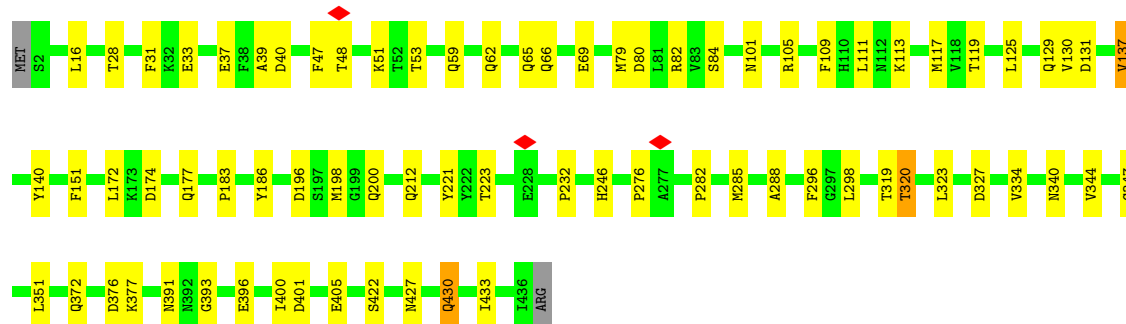 MET S2 L16 T28 F31 K32 E33 E37 F38 A39 D40 F47 T48 K51 T52 T53 Q59 Q62 Q65 Q66 E69 M79 D80 L81 R82 V83 S84 N101 R105 F109 H110 L111 N112 K113 M117 V118 T119 L125 Q129 V130 D131 V137
Y140 F151 L172 K173 D174 Q177 P183 Y186 D196 S197 M198 G199 Q200 Q212 Y221 Y222 T223 E228 P232 H246 P276 A277 P282 M285 A288 F296 G297 L298 T319 T320 L323 D327 V334 N340 V344
L351 Q372 D376 K377 N391 N392 G393 E396 I400 D401 E405 S422 N427 Q430 I433 I436 ARG